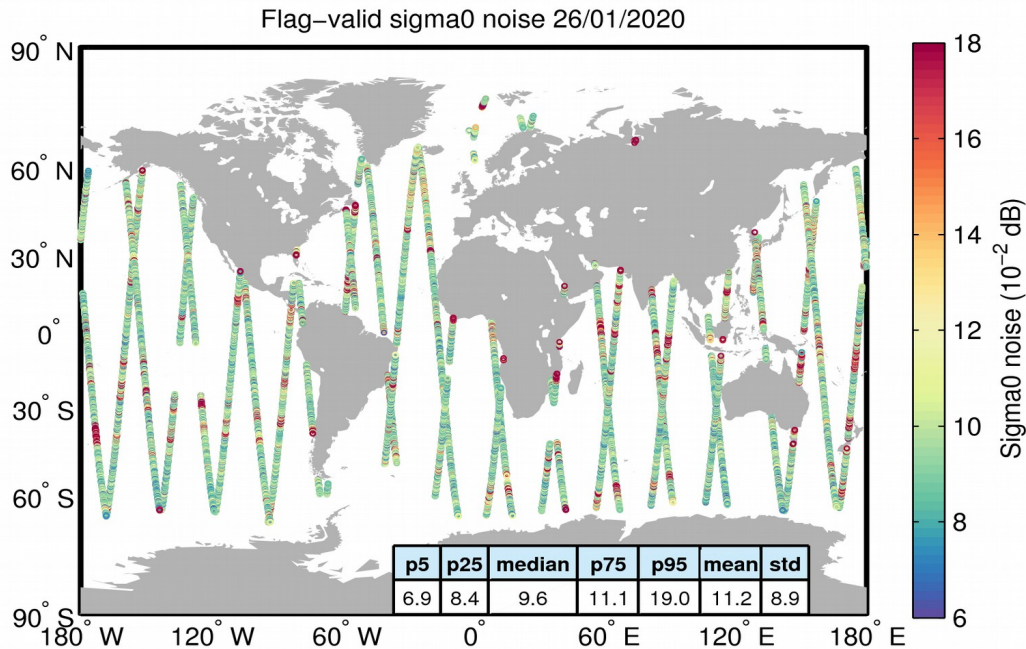 Flag−valid sigma0 noise 26/01/2020
90° N
60° N
30° N
0°
30° S
60° S
90° S
180° W
120° W
60° W
0°
60° E
120° E
180° E
p5 p25 median p75 p95 mean std
6.9 8.4 9.6 11.1 19.0 11.2 8.9
18
16
14
12
10
8
6
Sigma0 noise (10⁻² dB)